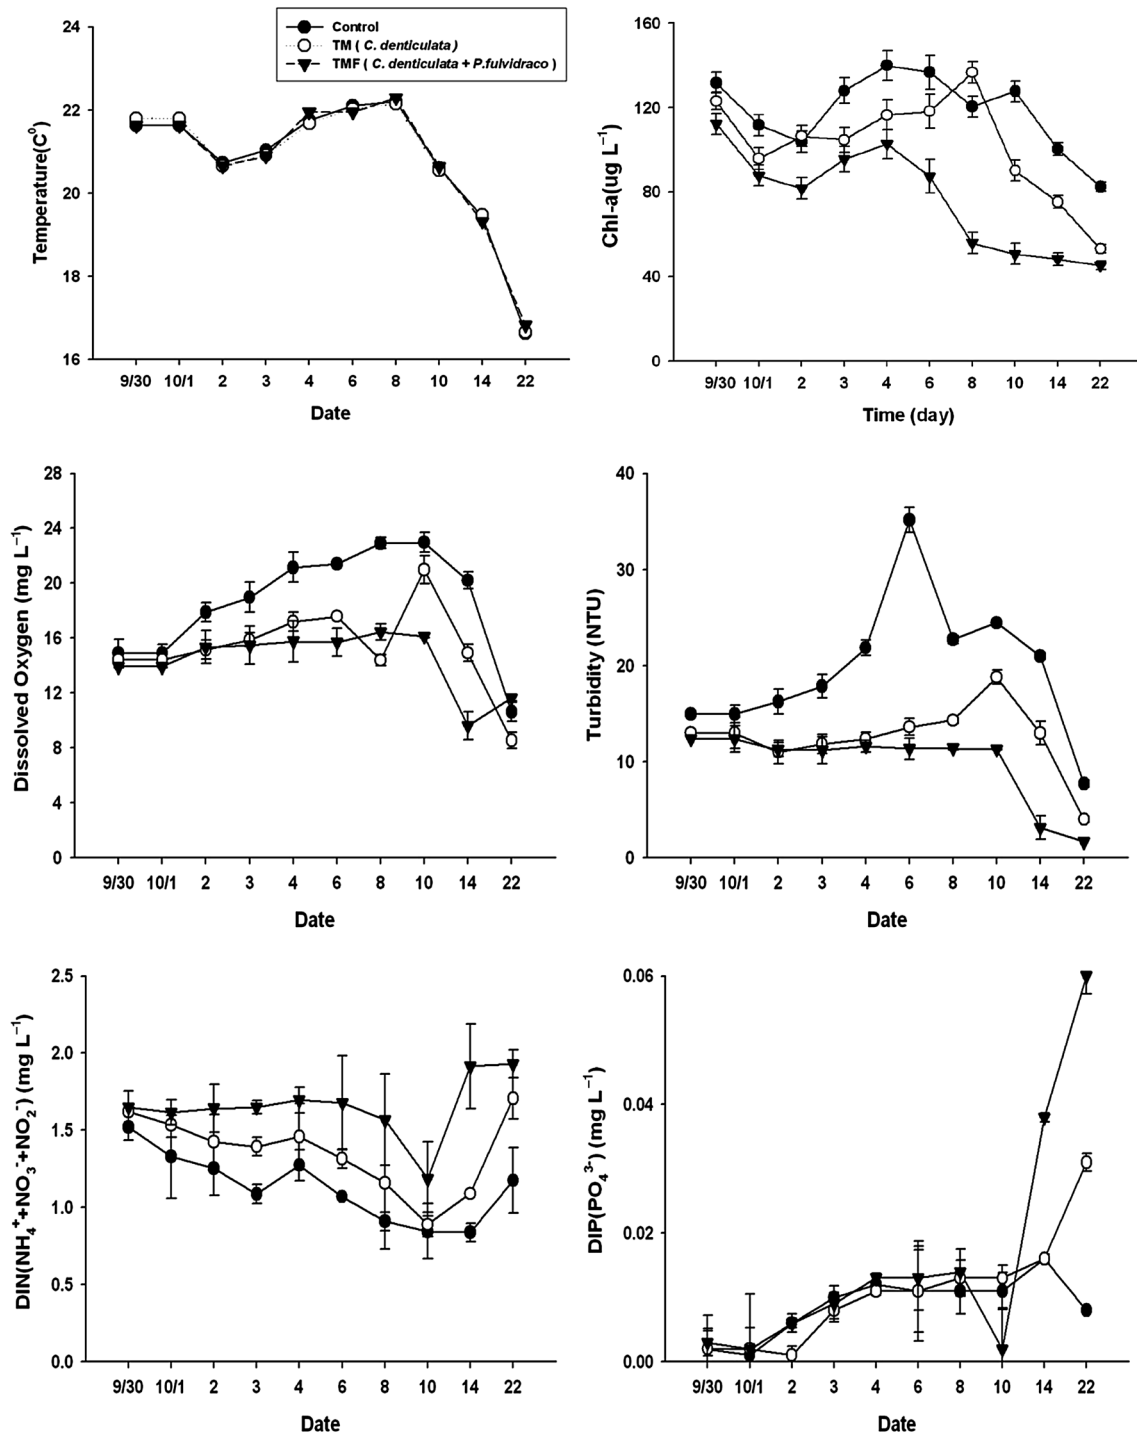 24
22
20
18
16
Temperature(C⁰)
Control
TM ( C. denticulata )
TMF ( C. denticulata + P.fulvidraco )
9/30 10/1 2 3 4 6 8 10 14 22
Date
160
120
80
40
0
Chl-a(ug L⁻¹)
9/30 10/1 2 3 4 6 8 10 14 22
Time (day)
28
24
20
16
12
8
4
0
Dissolved Oxygen (mg L⁻¹)
9/30 10/1 2 3 4 6 8 10 14 22
Date
40
30
20
10
0
Turbidity (NTU)
9/30 10/1 2 3 4 6 8 10 14 22
Date
2.5
2.0
1.5
1.0
0.5
0.0
DIN(NH₄⁺+NO₃⁻+NO₂⁻) (mg L⁻¹)
9/30 10/1 2 3 4 6 8 10 14 22
Date
0.06
0.04
0.02
0.00
DIP(PO₄³⁻) (mg L⁻¹)
9/30 10/1 2 3 4 6 8 10 14 22
Date